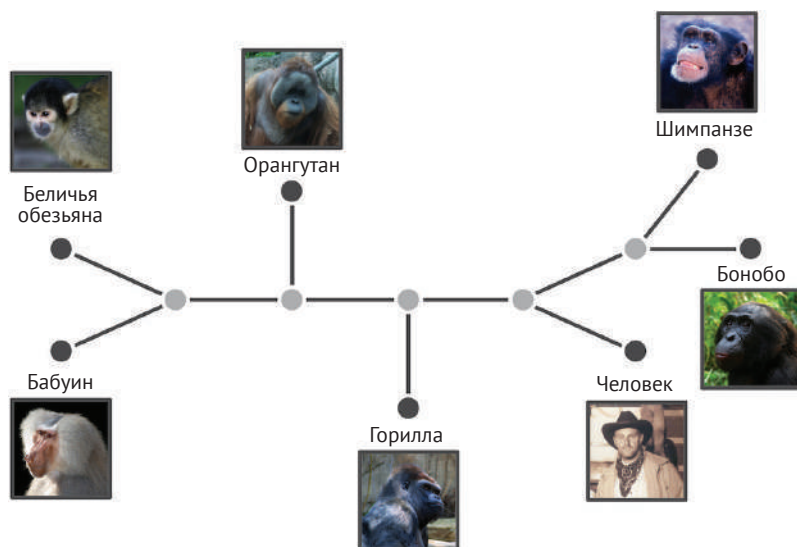 Шимпанзе
Орангутан
Беличья
обезьяна
Бонобо
Бабуин
Человек
Горилла